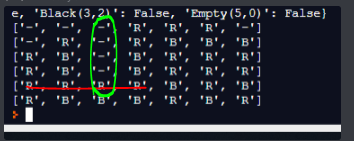 e, 'Black(3,2)': False, 'Empty(5,0)': False}
['-', '-', '-', 'R', 'R', 'R', '-']
['-', 'R', '-', 'B', 'B', 'B', 'B']
['R', 'B', '-', 'R', 'B', 'R', 'B']
['R', 'B', '-', 'B', 'R', 'B', 'R']
['R', 'R', 'R', 'R', 'B', 'R', 'R']
['R', 'B', 'B', 'B', 'R', 'B', 'R']